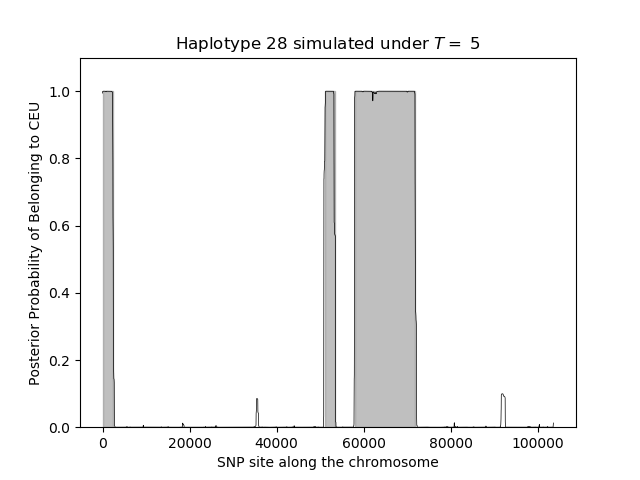 Haplotype 28 simulated under T = 5
Posterior Probability of Belonging to CEU
1.0
0.8
0.6
0.4
0.2
0.0
0 20000 40000 60000 80000 100000
SNP site along the chromosome